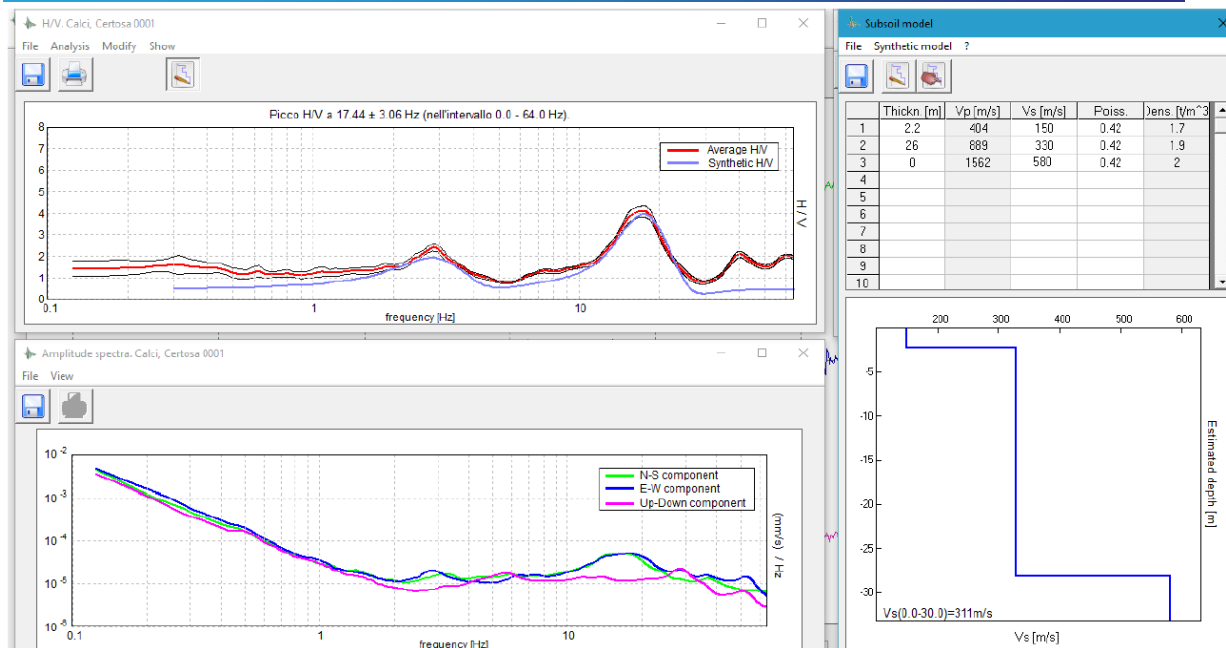 H/V. Calci, Certosa 0001
File Analysis Modify Show
Picco H/V a 17.44 ± 3.06 Hz (nell'intervallo 0.0 - 64.0 Hz).
8
7
6
5
4
3
2
1
0
Average H/V
Synthetic H/V
H / V
0.1 1 10
frequency [Hz]
Amplitude spectra. Calci, Certosa 0001
File View
10 -2
10 -3
10 -4
10 -5
10 -6
N-S component
E-W component
Up-Down component
(mm/s) / Hz
0.1 1 10
frequency [Hz]
Subsoil model
File Synthetic model ?
Thickn. [m] Vp [m/s] Vs [m/s] Poiss. Dens. [t/m^3
1 2.2 404 150 0.42 1.7
2 26 889 330 0.42 1.9
3 0 1562 580 0.42 2
4
5
6
7
8
9
10
200 300 400 500 600
-5
-10
-15
-20
-25
-30
Estimated depth [m]
Vs(0.0-30.0)=311m/s
Vs [m/s]